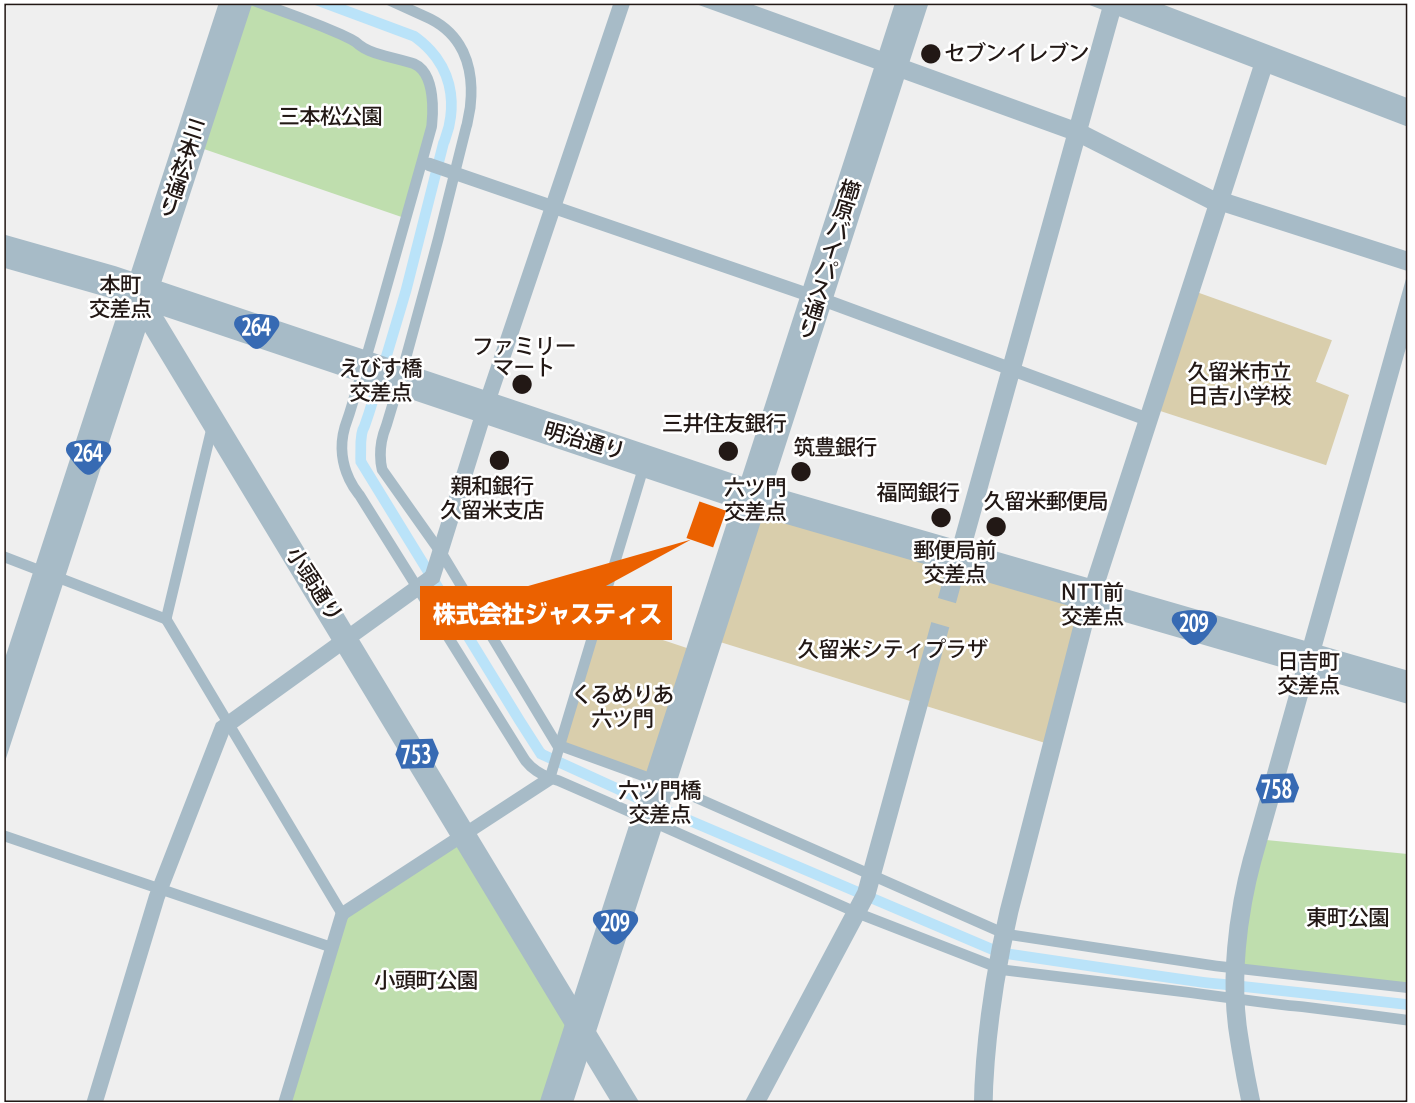 セブンイレブン
三本松公園
三本松通り
櫛原バイパス通り
本町
交差点
264
ファミリー
マート
えびす橋
交差点
久留米市立
日吉小学校
三井住友銀行
明治通り
筑豊銀行
264
親和銀行
久留米支店
六ツ門
交差点
福岡銀行
久留米郵便局
郵便局前
交差点
小頭通り
NTT前
交差点
株式会社ジャスティス
209
久留米シティプラザ
日吉町
交差点
くるめりあ
六ツ門
753
六ツ門橋
交差点
758
209
東町公園
小頭町公園